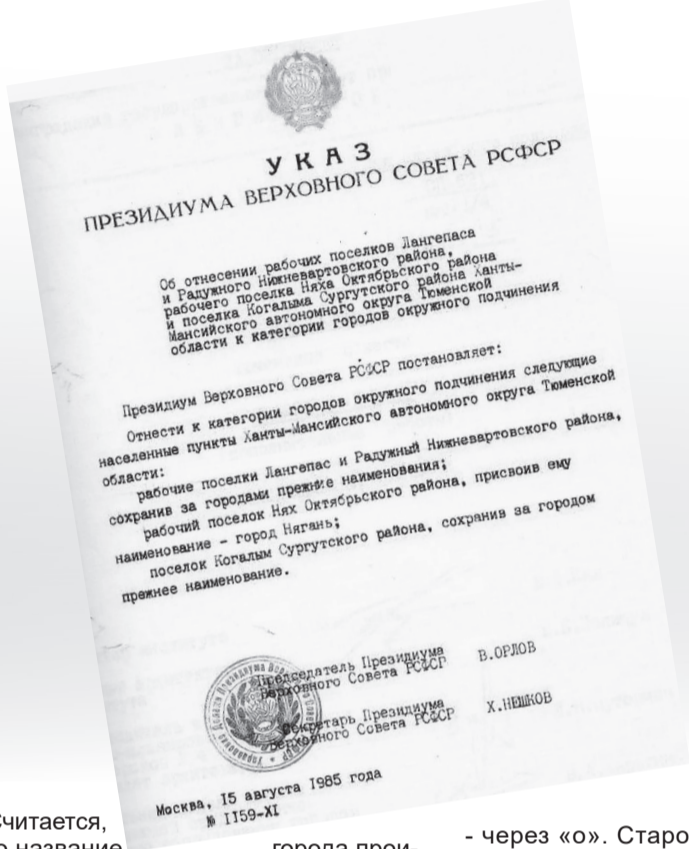 УКАЗ
ПРЕЗИДИУМА ВЕРХОВНОГО СОВЕТА РСФСР
Об отнесении рабочих поселков Лангепаса
и Радужного Нижневартовского района,
рабочего поселка Няха Октябрьского района
и поселка Когалыма Сургутского района Ханты-
Мансийского автономного округа Тюменской
области к категории городов окружного подчинения
Президиум Верховного Совета РСФСР постановляет:
Отнести к категории городов окружного подчинения следующие
населенные пункты Ханты-Мансийского автономного округа Тюменской
области:
рабочие поселки Лангепас и Радужный Нижневартовского района,
сохранив за городами прежние наименования;
рабочий поселок Нях Октябрьского района, присвоив ему
наименование – город Нягань;
поселок Когалым Сургутского района, сохранив за городом
прежнее наименование.
Председатель Президиума
Верховного Совета РСФСР В.ОРЛОВ
Секретарь Президиума
Верховного Совета РСФСР Х.НЕШКОВ
Москва, 15 августа 1985 года
№ 1159-XI
Считается,
название
города прои-
- через «о». Старо